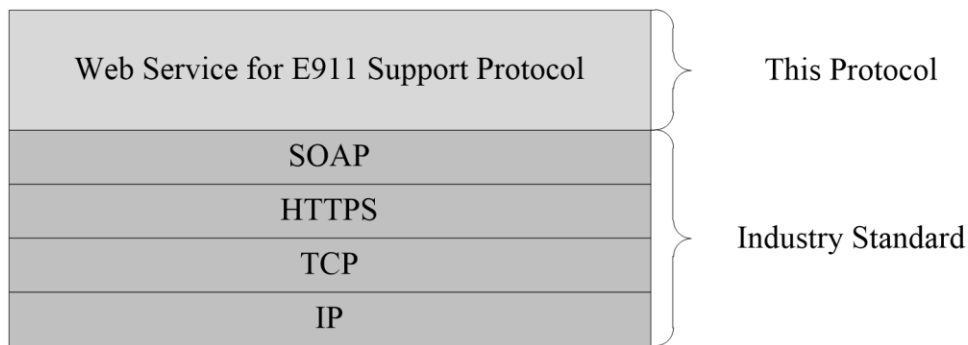 Web Service for E911 Support Protocol
This Protocol
SOAP
HTTPS
Industry Standard
TCP
IP